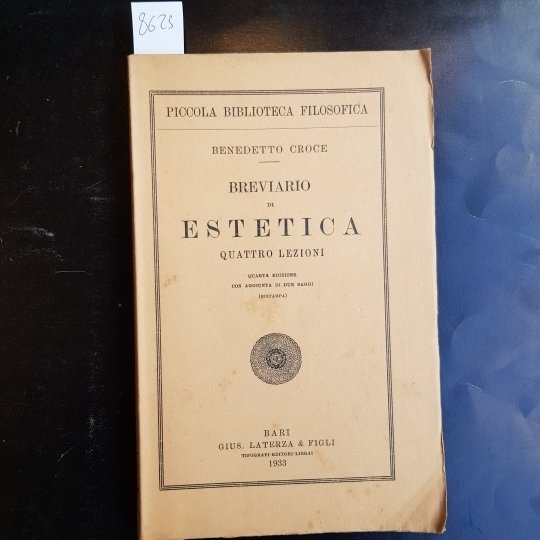 8623
PICCOLA BIBLIOTECA FILOSOFICA
BENEDETTO CROCE
BREVIARIO
DI
ESTETICA
QUATTRO LEZIONI
QUARTA EDIZIONE
CON AGGIUNTA DI DUE SAGGI
(RISTAMPA)
BARI
GIUS. LATERZA & FIGLI
TIPOGRAFI-EDITORI-LIBRAI
1933